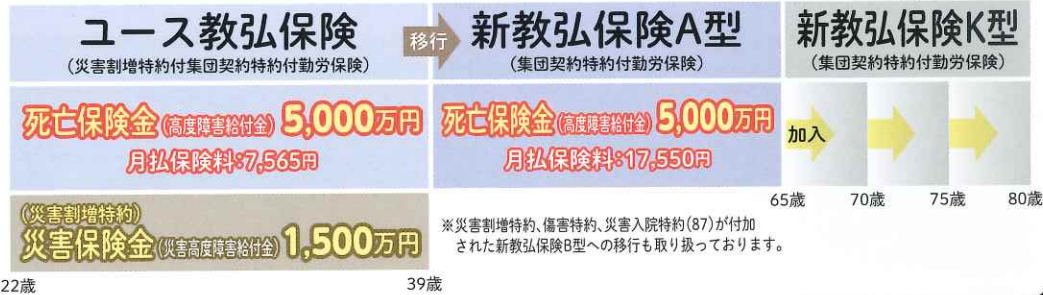 ユース教弘保険
(災害割増特約付集団契約特約付勤労保険)
移行
新教弘保険A型
(集団契約特約付勤労保険)
新教弘保険K型
(集団契約特約付勤労保険)
死亡保険金(高度障害給付金)5,000万円
月払保険料:7,565円
死亡保険金(高度障害給付金)5,000万円
月払保険料:17,550円
加入
65歳
70歳
75歳
80歳
(災害割増特約)
災害保険金(災害高度障害給付金)1,500万円
※災害割増特約、傷害特約、災害入院特約(87)が付加
された新教弘保険B型への移行も取り扱っております。
22歳
39歳